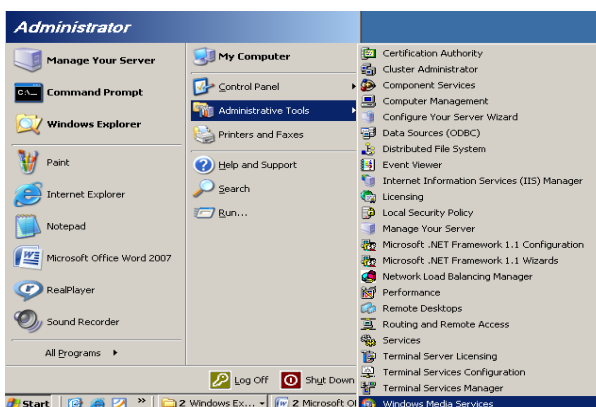 Administrator
Manage Your Server
Command Prompt
Windows Explorer
Paint
Internet Explorer
Notepad
Microsoft Office Word 2007
RealPlayer
Sound Recorder
All Programs
My Computer
Control Panel
Administrative Tools
Printers and Faxes
Help and Support
Search
Run...
Log Off
Shut Down
Certification Authority
Cluster Administrator
Component Services
Computer Management
Configure Your Server Wizard
Data Sources (ODBC)
Distributed File System
Event Viewer
Internet Information Services (IIS) Manager
Licensing
Local Security Policy
Manage Your Server
Microsoft .NET Framework 1.1 Configuration
Microsoft .NET Framework 1.1 Wizards
Network Load Balancing Manager
Performance
Remote Desktops
Routing and Remote Access
Services
Terminal Server Licensing
Terminal Services Configuration
Terminal Services Manager
Windows Media Services
Start
»
2 Windows Ex...
2 Microsoft Of